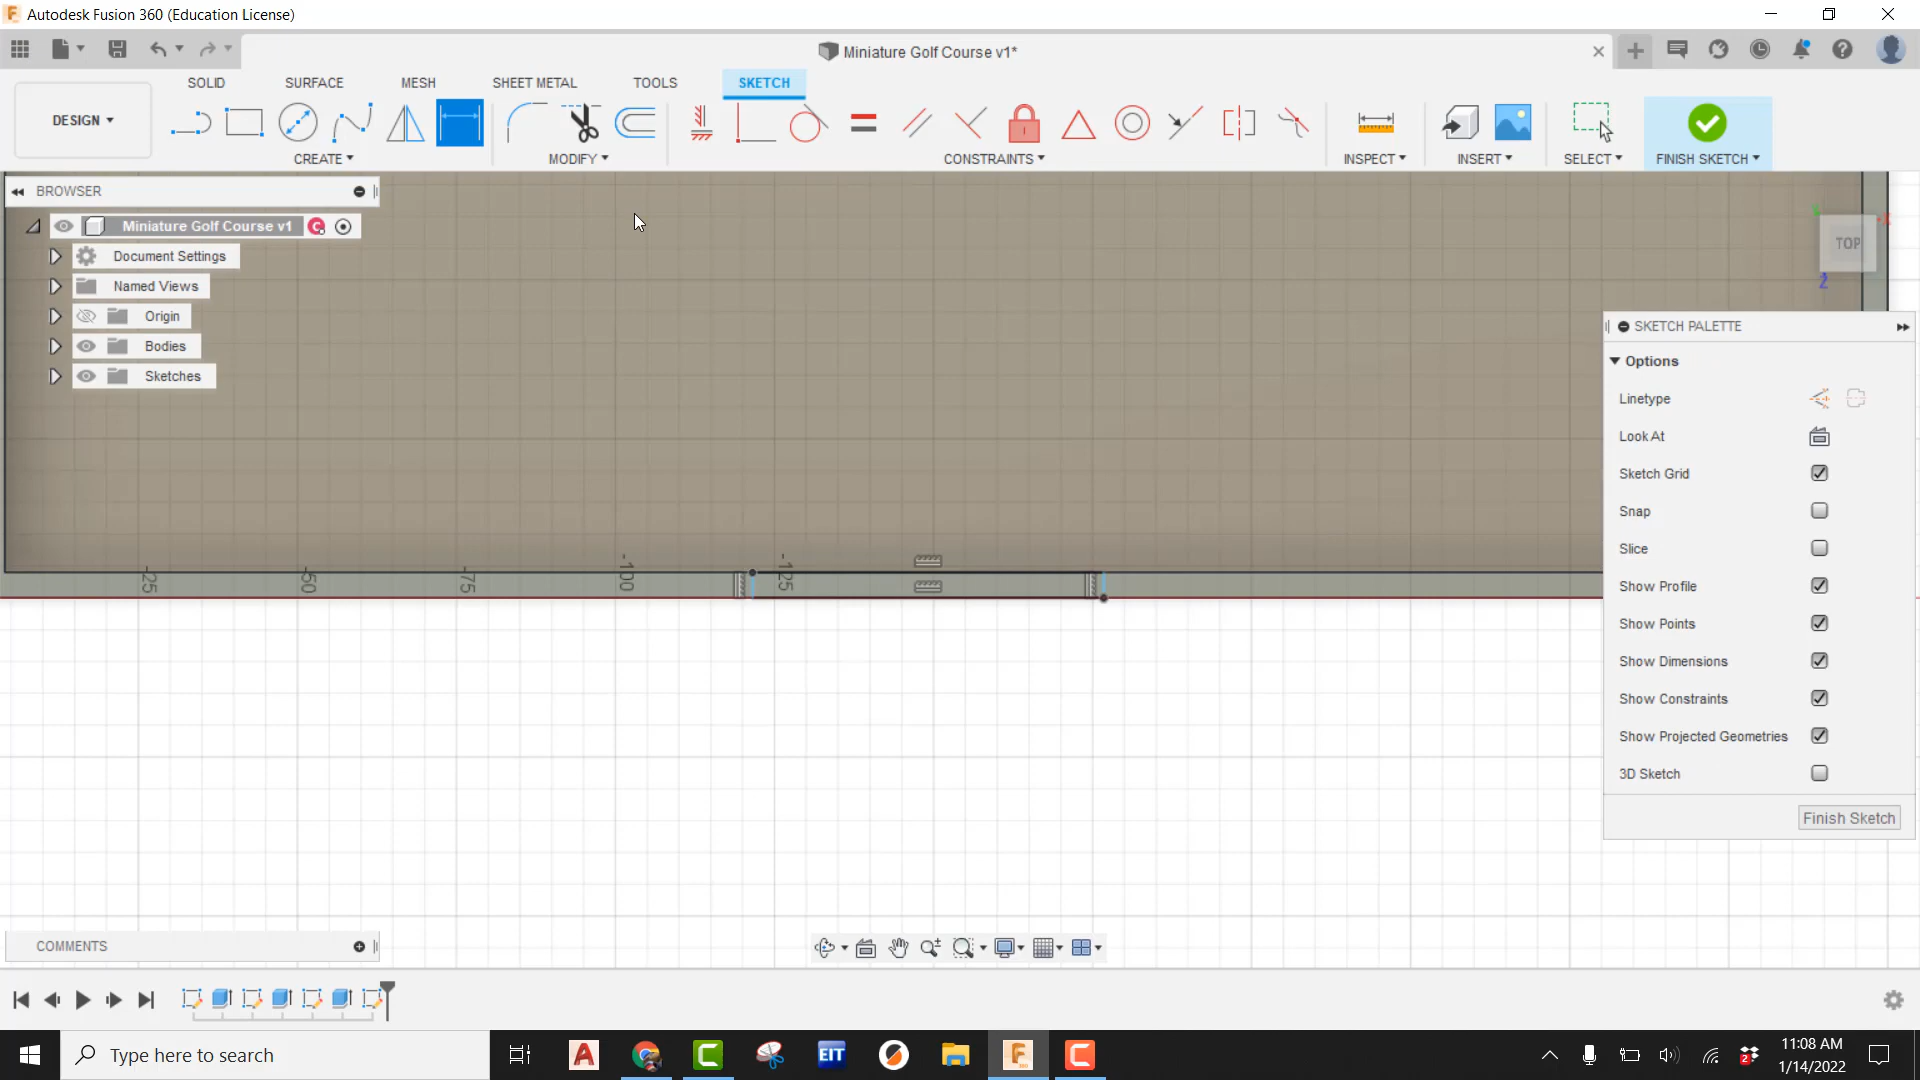 Autodesk Fusion 360 (Education License)
Miniature Golf Course v1*
SOLID SURFACE MESH SHEET METAL TOOLS SKETCH
DESIGN
CREATE MODIFY CONSTRAINTS INSPECT INSERT SELECT FINISH SKETCH
BROWSER
Miniature Golf Course v1
Document Settings
Named Views
Origin
Bodies
Sketches
TOP
X
Z
SKETCH PALETTE
Options
Linetype
Look At
Sketch Grid
Snap
Slice
Show Profile
Show Points
Show Dimensions
Show Constraints
Show Projected Geometries
3D Sketch
Finish Sketch
-25 -50 -75 -100 -125
COMMENTS
Type here to search
EIT
11:08 AM
1/14/2022